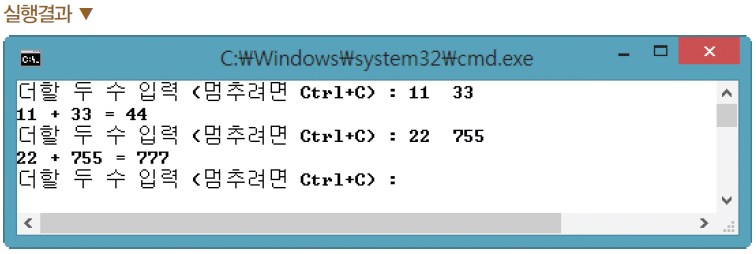 실행결과 ▼
C:₩Windows₩system32₩cmd.exe
더할 두 수 입력 (멈추려면 Ctrl+C) : 11  33
11 + 33 = 44
더할 두 수 입력 (멈추려면 Ctrl+C) : 22  755
22 + 755 = 777
더할 두 수 입력 (멈추려면 Ctrl+C) :